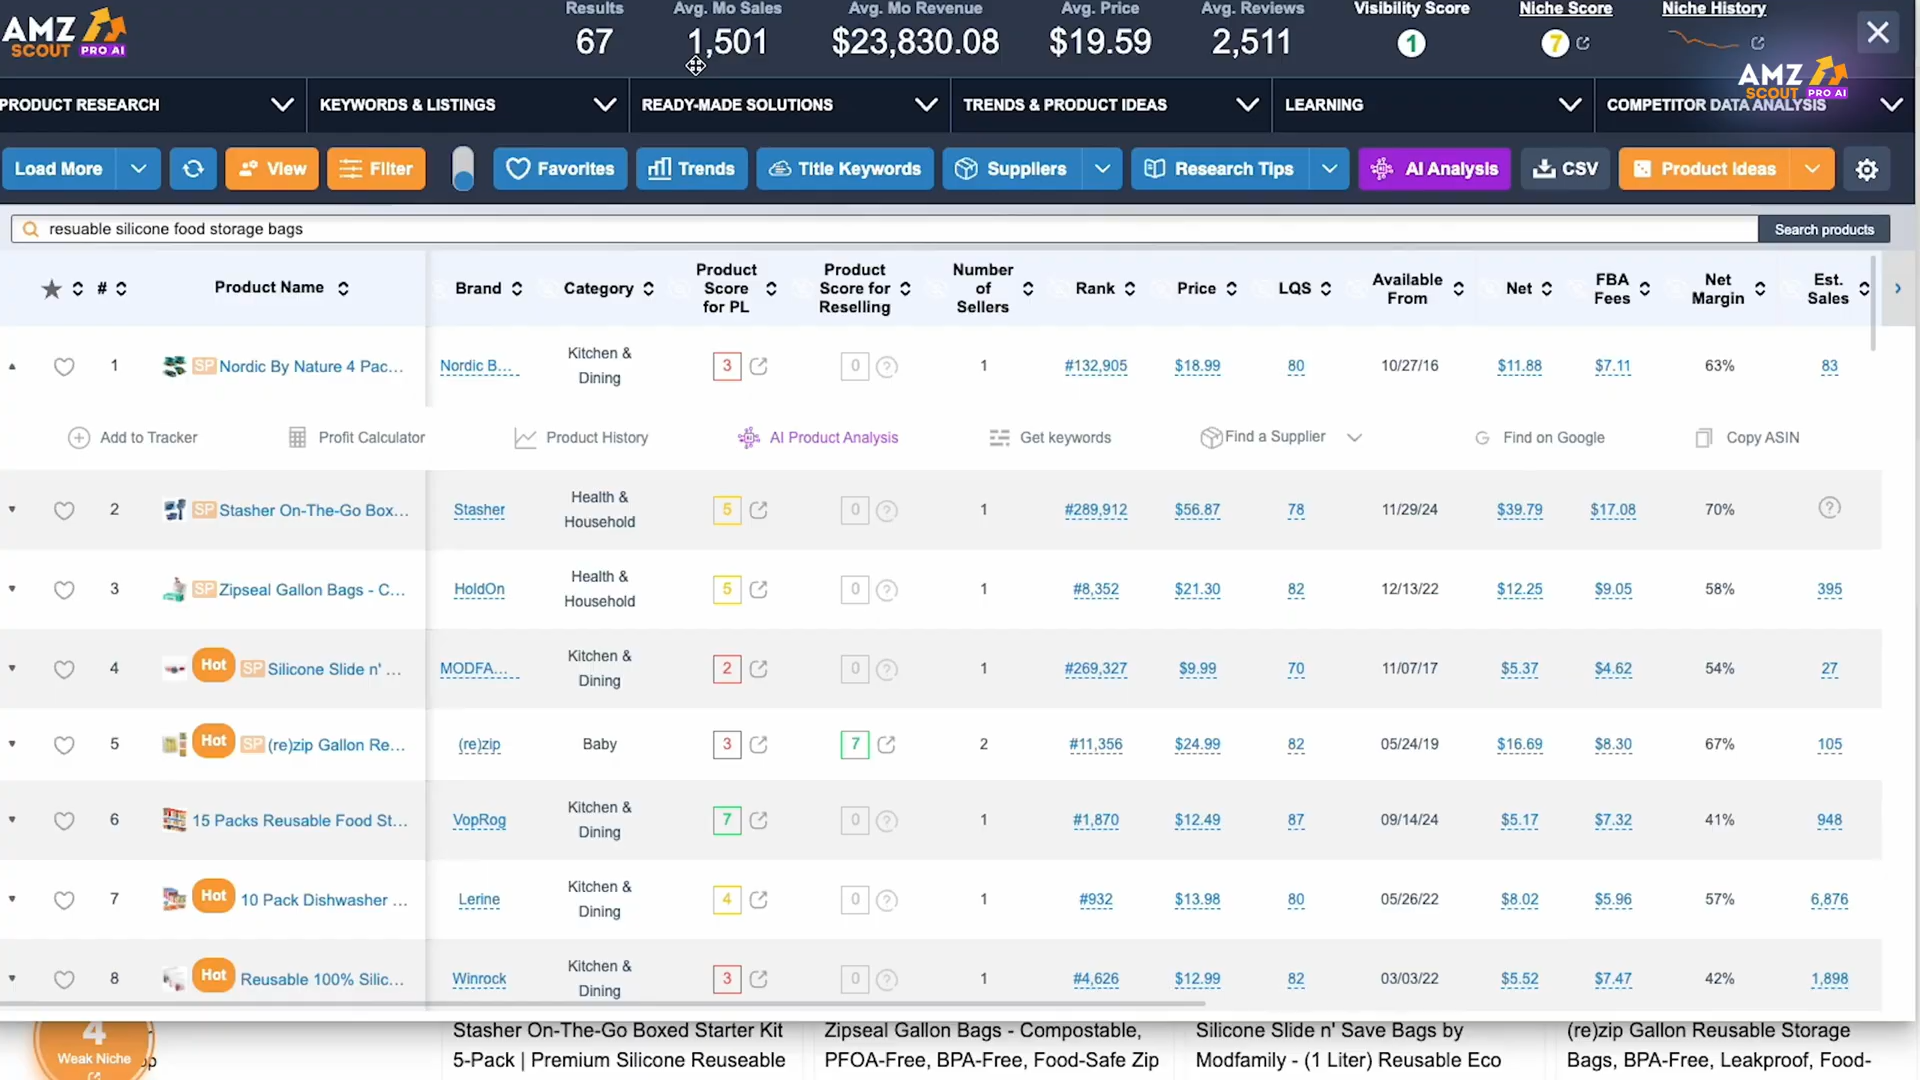 AMZ
SCOUT PRO AI
Results
67
Avg. Mo Sales
1,501
Avg. Mo Revenue
$23,830.08
Avg. Price
$19.59
Avg. Reviews
2,511
Visibility Score
1
Niche Score
7
Niche History
AMZ
SCOUT PRO AI
PRODUCT RESEARCH
KEYWORDS & LISTINGS
READY-MADE SOLUTIONS
TRENDS & PRODUCT IDEAS
LEARNING
COMPETITOR DATA ANALYSIS
Load More
View
Filter
Favorites
Trends
Title Keywords
Suppliers
Research Tips
AI Analysis
CSV
Product Ideas
resuable silicone food storage bags
Search products
#
Product Name
Brand
Category
Product Score for PL
Product Score for Reselling
Number of Sellers
Rank
Price
LQS
Available From
Net
FBA Fees
Net Margin
Est. Sales
1 SP Nordic By Nature 4 Pac... Nordic B... Kitchen & Dining 3 0 ? 1 #132,905 $18.99 80 10/27/16 $11.88 $7.11 63% 83
Add to Tracker
Profit Calculator
Product History
AI Product Analysis
Get keywords
Find a Supplier
G Find on Google
Copy ASIN
2 SP Stasher On-The-Go Box... Stasher Health & Household 5 0 ? 1 #289,912 $56.87 78 11/29/24 $39.79 $17.08 70% ?
3 SP Zipseal Gallon Bags - C... HoldOn Health & Household 5 0 ? 1 #8,352 $21.30 82 12/13/22 $12.25 $9.05 58% 395
4 Hot SP Silicone Slide n' ... MODFA... Kitchen & Dining 2 0 ? 1 #269,327 $9.99 70 11/07/17 $5.37 $4.62 54% 27
5 Hot SP (re)zip Gallon Re... (re)zip Baby 3 7 2 #11,356 $24.99 82 05/24/19 $16.69 $8.30 67% 105
6 15 Packs Reusable Food St... VopRog Kitchen & Dining 7 0 ? 1 #1,870 $12.49 87 09/14/24 $5.17 $7.32 41% 948
7 Hot 10 Pack Dishwasher ... Lerine Kitchen & Dining 4 0 ? 1 #932 $13.98 80 05/26/22 $8.02 $5.96 57% 6,876
8 Hot Reusable 100% Silic... Winrock Kitchen & Dining 3 0 ? 1 #4,626 $12.99 82 03/03/22 $5.52 $7.47 42% 1,898
4
Weak Niche
Stasher On-The-Go Boxed Starter Kit
5-Pack | Premium Silicone Reuseable
Zipseal Gallon Bags - Compostable,
PFOA-Free, BPA-Free, Food-Safe Zip
Silicone Slide n' Save Bags by
Modfamily - (1 Liter) Reusable Eco
(re)zip Gallon Reusable Storage
Bags, BPA-Free, Leakproof, Food-